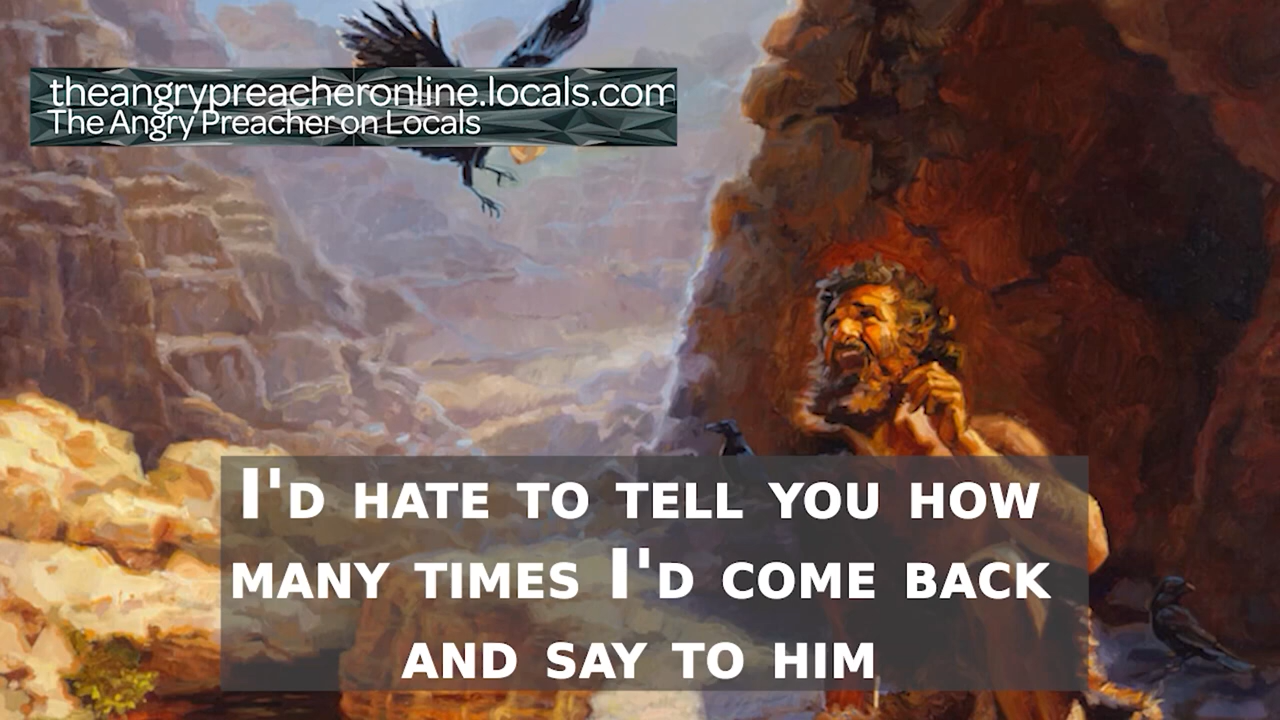 theangrypreacheronline.locals.com
The Angry Preacher on Locals
I'D HATE TO TELL YOU HOW
MANY TIMES I'D COME BACK
AND SAY TO HIM